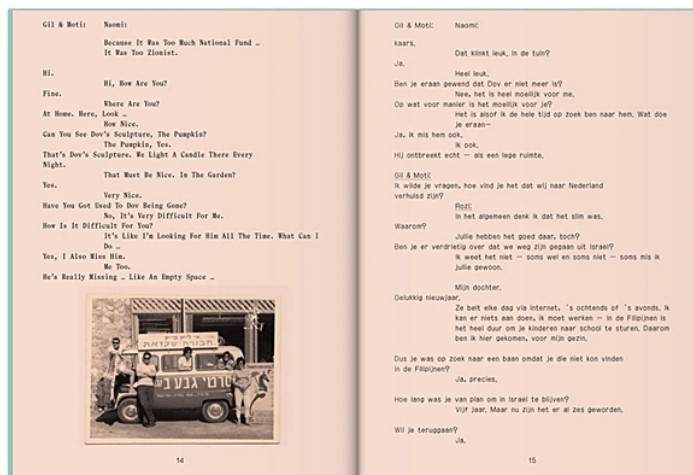 Gil & Moti: Naomi:
Because It Was Too Much National Fund …
It Was Too Zionist.
Hi.
Hi, How Are You?
Fine.
Where Are You?
At Home. Here, Look …
How Nice.
Can You See Dov's Sculpture, The Pumpkin?
The Pumpkin, Yes.
That's Dov's Sculpture. We Light A Candle There Every
Night.
That Must Be Nice. In The Garden?
Yes.
Very Nice.
Have You Got Used To Dov Being Gone?
No, It's Very Difficult For Me.
How Is It Difficult For You?
It's Like I'm Looking For Him All The Time. What Can I
Do …
Yes, I Also Miss Him.
Me Too.
He's Really Missing … Like An Empty Space …
חבורת שקזאת
סרטי גבע
14
Gil & Moti: Naomi:
kaars.
Dat klinkt leuk. In de tuin?
Ja.
Heel leuk.
Ben je eraan gewend dat Dov er niet meer is?
Nee, het is heel moeilijk voor me.
Op wat voor manier is het moeilijk voor je?
Het is alsof ik de hele tijd op zoek ben naar hem. Wat doe
je eraan—
Ja, ik mis hem ook.
Ik ook.
Hij ontbreekt echt — als een lege ruimte.
Gil & Moti:
Ik wilde je vragen, hoe vind je het dat wij naar Nederland
verhuisd zijn?
Rozi:
In het algemeen denk ik dat het slim was.
Waarom?
Jullie hebben het goed daar, toch?
Ben je er verdrietig over dat we weg zijn gegaan uit Israel?
Ik weet het niet — soms wel en soms niet — soms mis ik
jullie gewoon.
Mijn dochter.
Gelukkig nieuwjaar.
Ze belt elke dag via internet, 's ochtends of 's avonds. Ik
kan er niets aan doen, ik moet werken — in de Filipijnen is
het heel duur om je kinderen naar school te sturen. Daarom
ben ik hier gekomen, voor mijn gezin.
Dus je was op zoek naar een baan omdat je die niet kon vinden
in de Filipijnen?
Ja, precies.
Hoe lang was je van plan om in Israël te blijven?
Vijf jaar. Maar nu zijn het er al zes geworden.
Wil je teruggaan?
Ja.
15